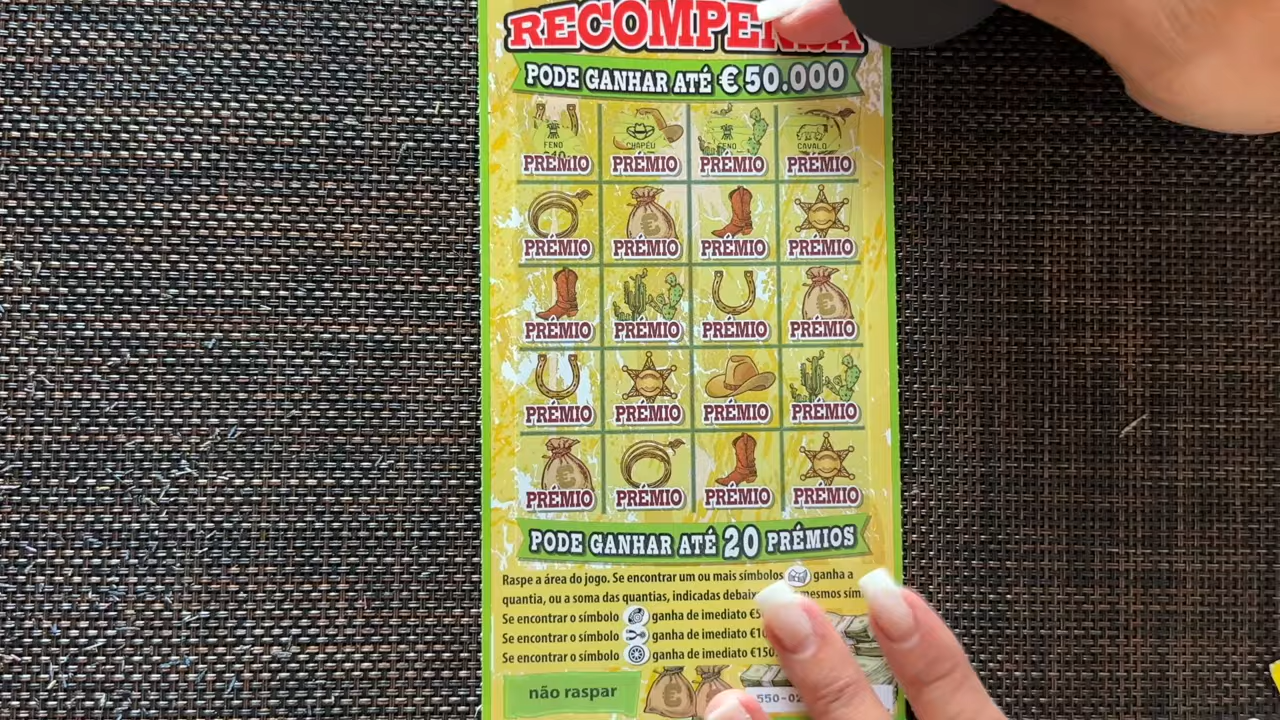 RECOMPENSA
PODE GANHAR ATÉ €50.000
FENO CHAPÉU FENO CAVALO
PRÉMIO PRÉMIO PRÉMIO PRÉMIO
PRÉMIO PRÉMIO PRÉMIO PRÉMIO
PRÉMIO PRÉMIO PRÉMIO PRÉMIO
PRÉMIO PRÉMIO PRÉMIO PRÉMIO
PRÉMIO PRÉMIO PRÉMIO PRÉMIO
PODE GANHAR ATÉ 20 PRÉMIOS
Raspe a área do jogo. Se encontrar um ou mais símbolos ganha a
quantia, ou a soma das quantias, indicadas
Se encontrar o símbolo ganha de imediato
Se encontrar o símbolo ganha de imediato
Se encontrar o símbolo ganha de imediato €150
não raspar